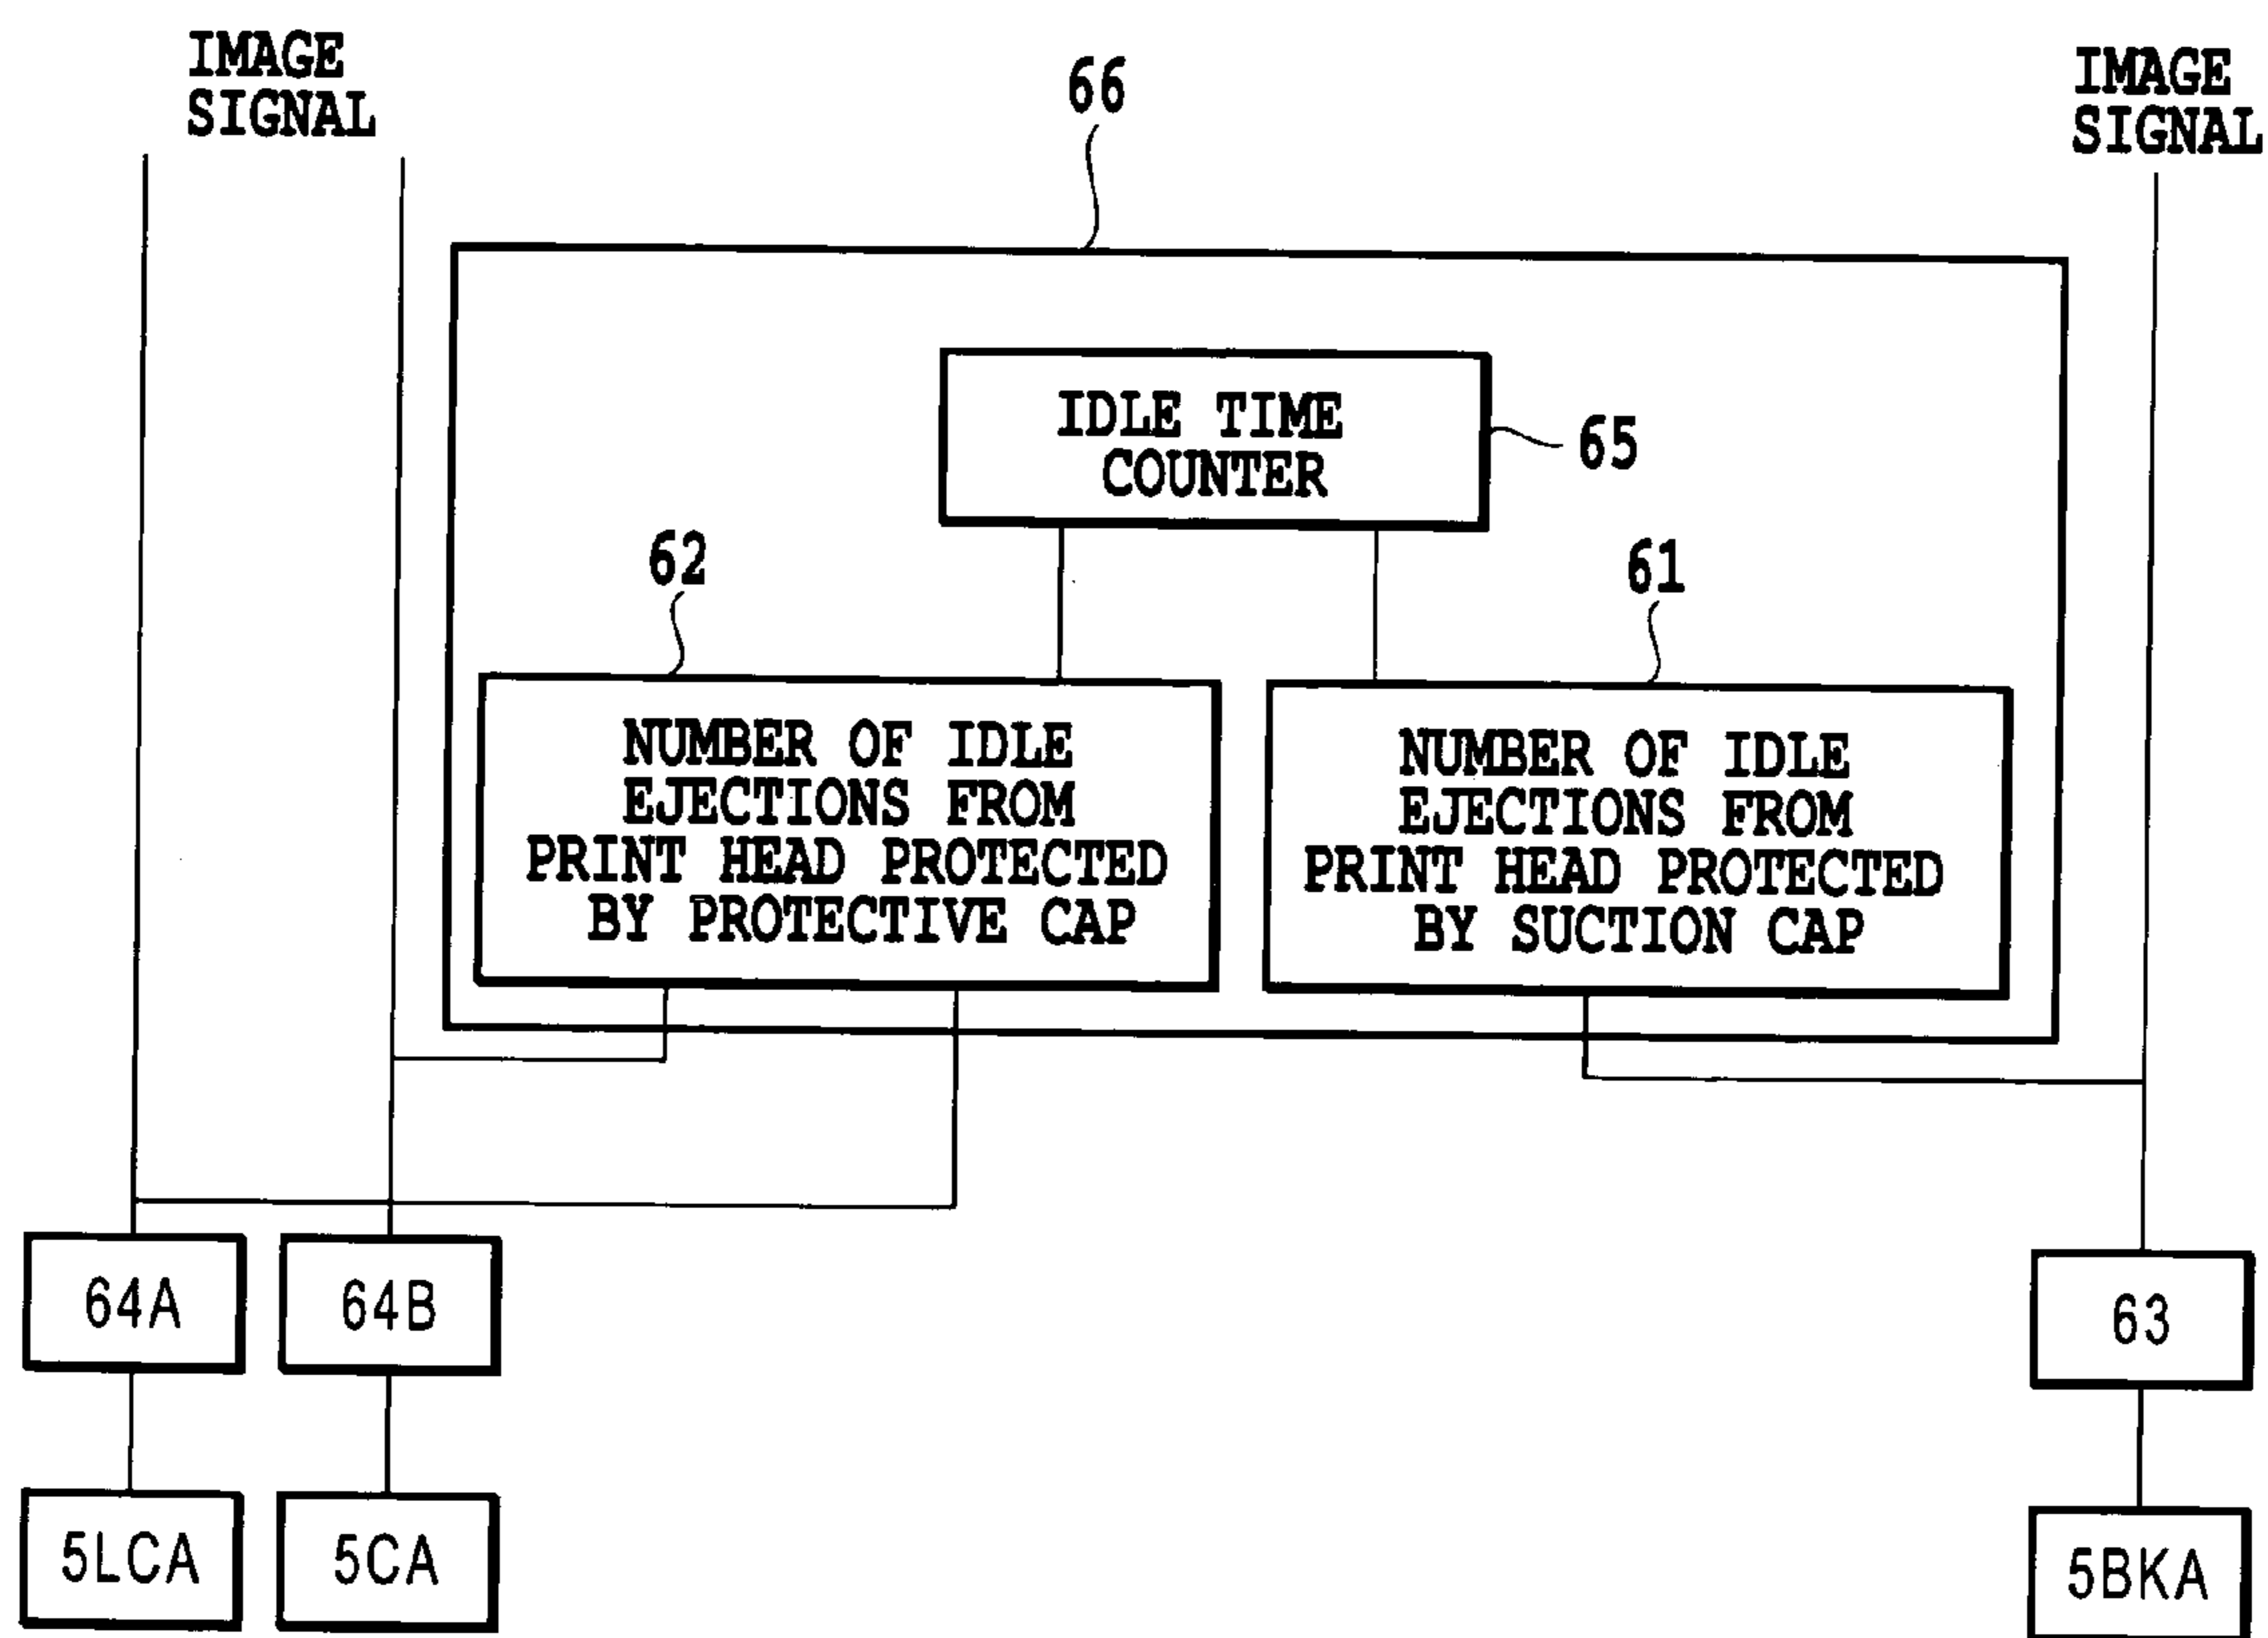 IMAGE
SIGNAL
66
IMAGE
SIGNAL
IDLE TIME
COUNTER
65
62
61
NUMBER OF IDLE
EJECTIONS FROM
PRINT HEAD PROTECTED
BY PROTECTIVE CAP
NUMBER OF IDLE
EJECTIONS FROM
PRINT HEAD PROTECTED
BY SUCTION CAP
64A
64B
63
5LCA
5CA
5BKA